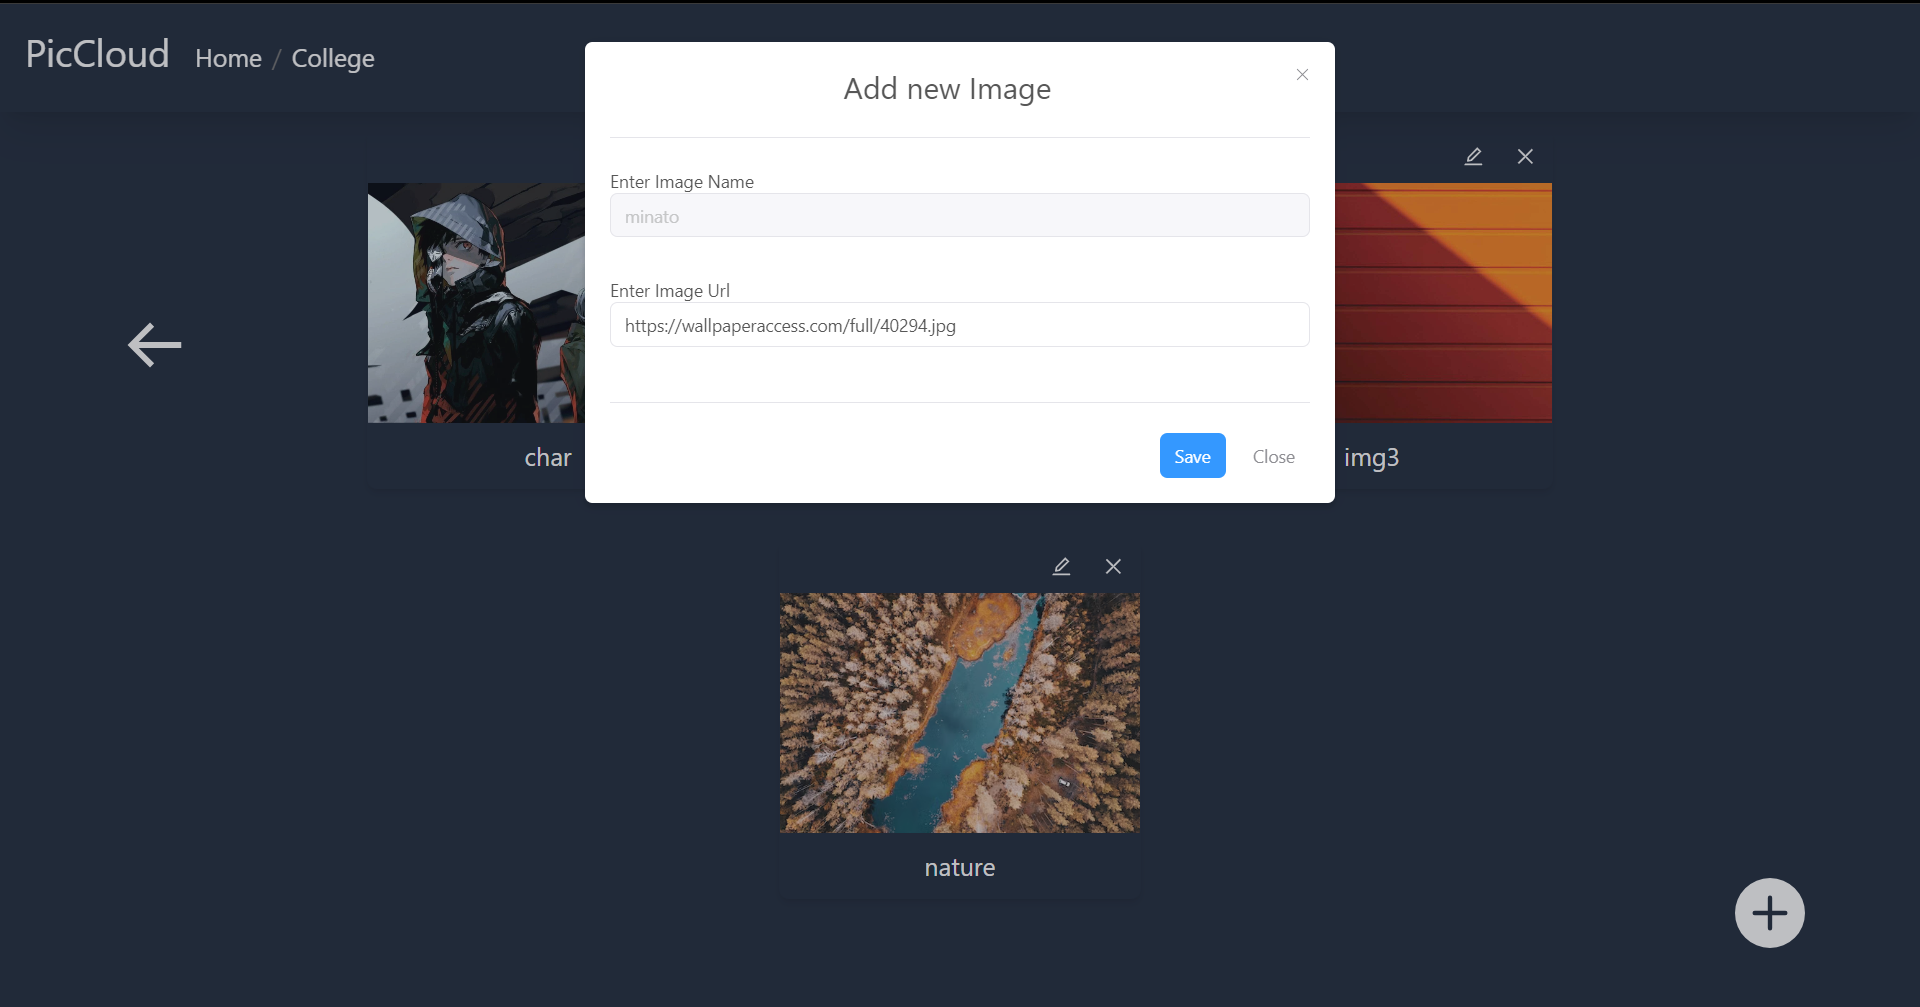 PicCloud Home / College
Add new Image
Enter Image Name
minato
Enter Image Url
https://wallpaperaccess.com/full/40294.jpg
Save Close
char
img3
nature